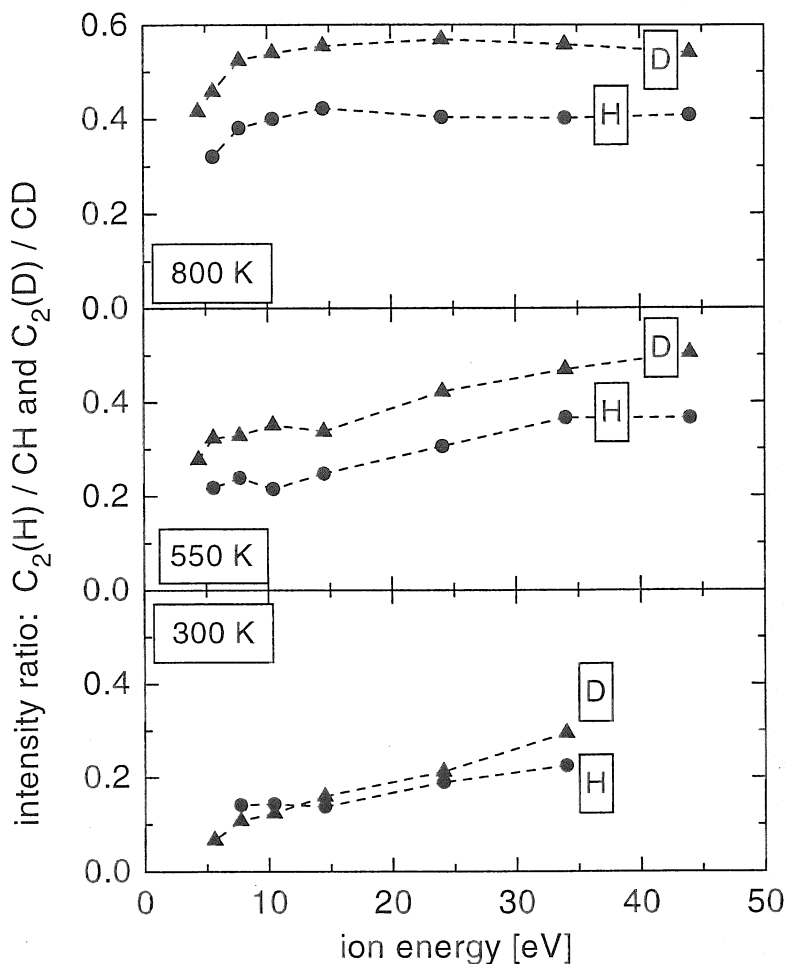 intensity ratio: C₂(H) / CH and C₂(D) / CD
0.6
0.4
0.2
0.0
D
H
800 K
0.4
0.2
0.0
D
H
550 K
300 K
0.4
0.2
0.0
D
H
0 10 20 30 40 50
ion energy [eV]